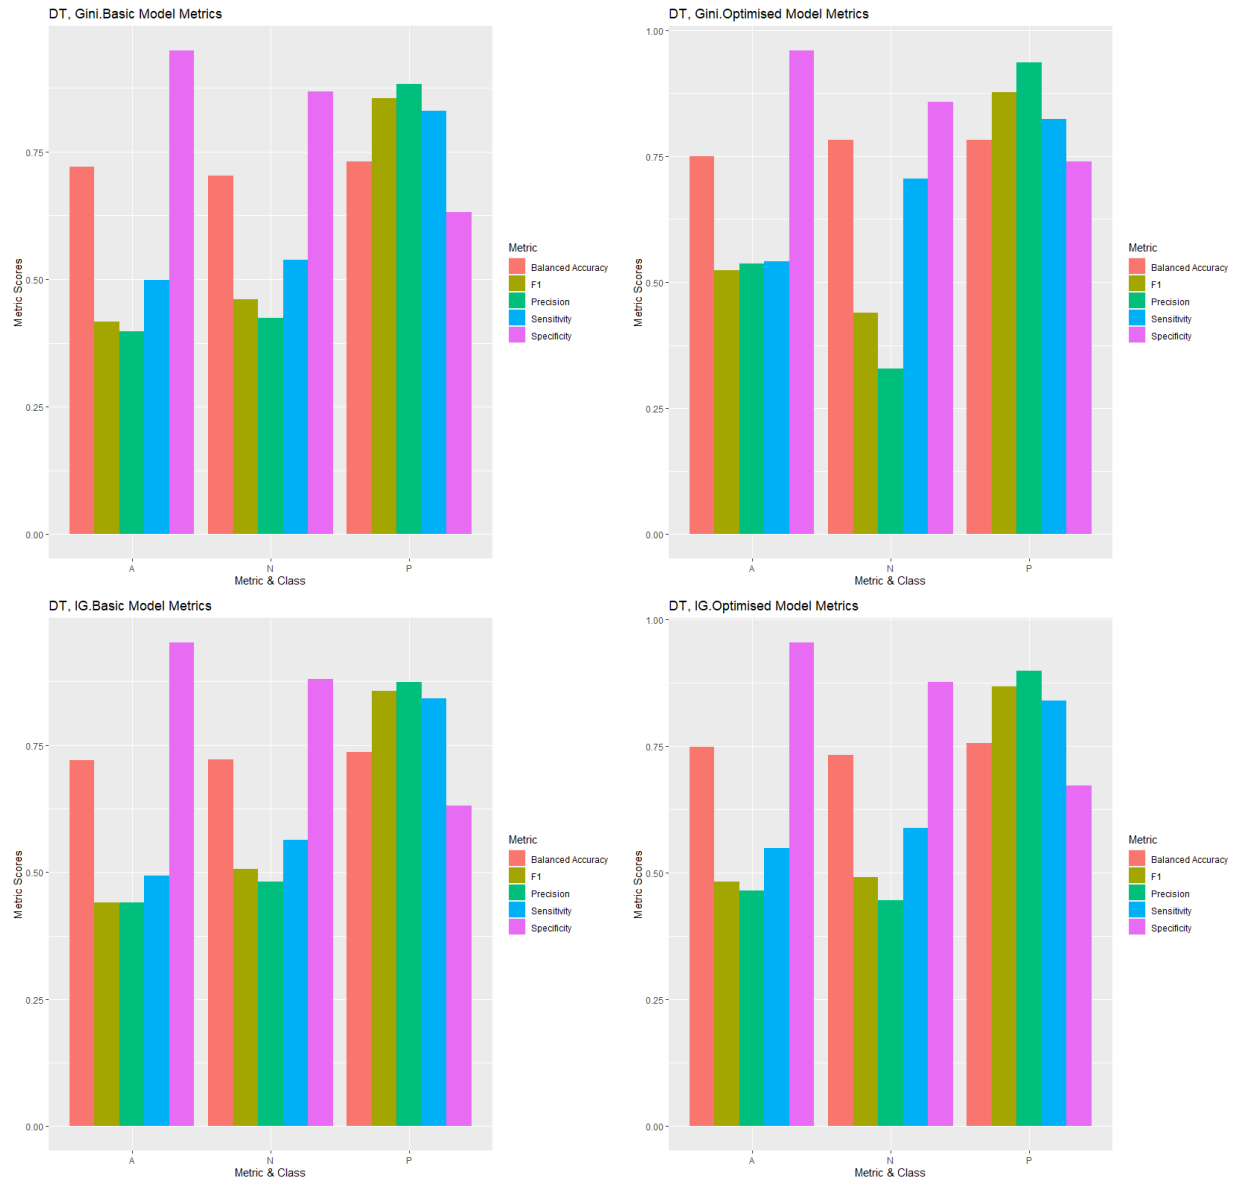 DT, Gini.Basic Model Metrics
Metric Scores
0.75
0.50
0.25
0.00
A N P
Metric & Class
Metric
Balanced Accuracy
F1
Precision
Sensitivity
Specificity
DT, Gini.Optimised Model Metrics
Metric Scores
1.00
0.75
0.50
0.25
0.00
A N P
Metric & Class
Metric
Balanced Accuracy
F1
Precision
Sensitivity
Specificity
DT, IG.Basic Model Metrics
Metric Scores
0.75
0.50
0.25
0.00
A N P
Metric & Class
Metric
Balanced Accuracy
F1
Precision
Sensitivity
Specificity
DT, IG.Optimised Model Metrics
Metric Scores
1.00
0.75
0.50
0.25
0.00
A N P
Metric & Class
Metric
Balanced Accuracy
F1
Precision
Sensitivity
Specificity